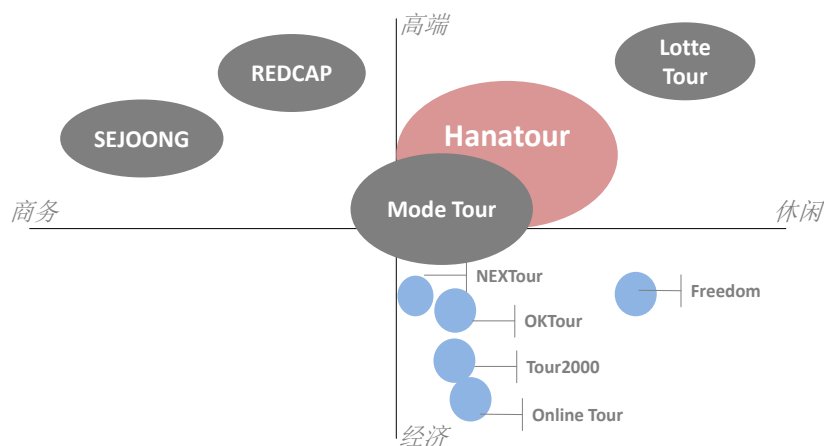 高端
Lotte
Tour
REDCAP
Hanatour
SEJOONG
Mode Tour
商务
休闲
NEXTour
Freedom
OKTour
Tour2000
Online Tour
经济